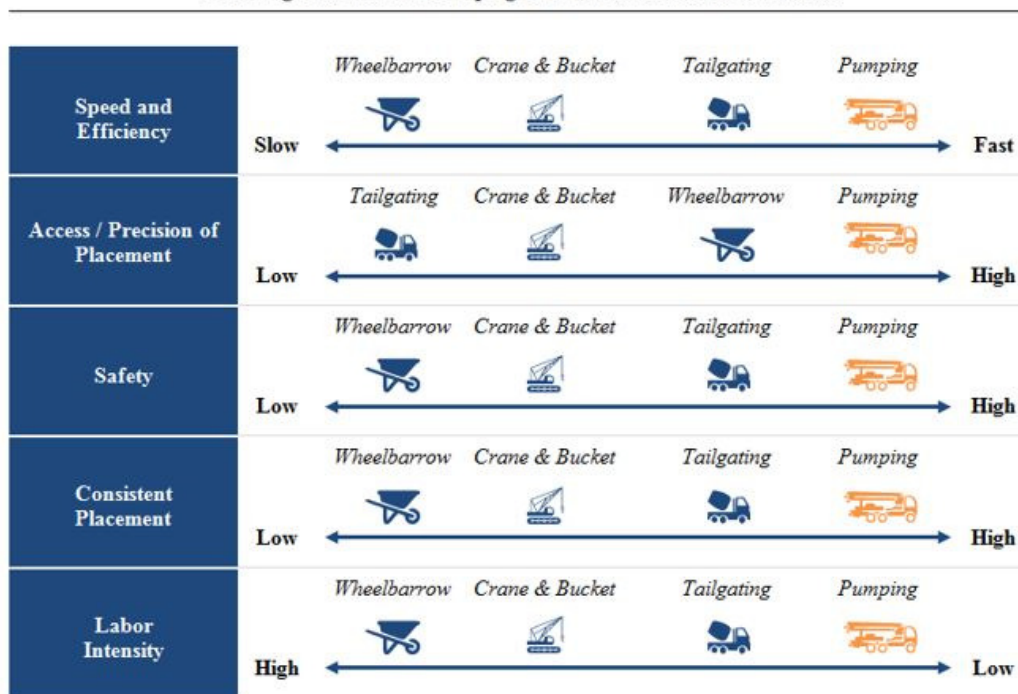 Wheelbarrow Crane & Bucket Tailgating Pumping
Speed and
Efficiency
Slow Fast
Tailgating Crane & Bucket Wheelbarrow Pumping
Access / Precision of
Placement
Low High
Wheelbarrow Crane & Bucket Tailgating Pumping
Safety
Low High
Wheelbarrow Crane & Bucket Tailgating Pumping
Consistent
Placement
Low High
Wheelbarrow Crane & Bucket Tailgating Pumping
Labor
Intensity
High Low